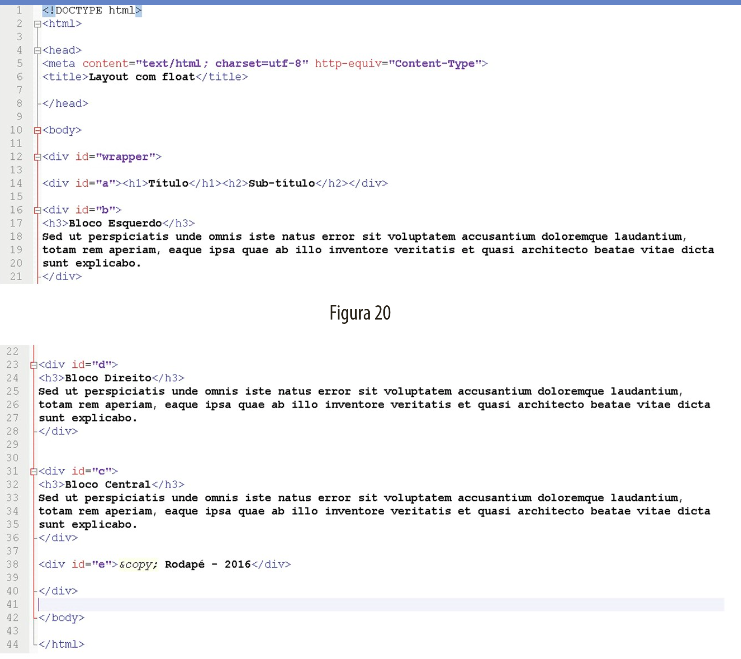 1 <!DOCTYPE html>
2 <html>
3
4 <head>
5 <meta content="text/html; charset=utf-8" http-equiv="Content-Type">
6 <title>Layout com float</title>
7
8 </head>
9
10 <body>
11
12 <div id="wrapper">
13
14 <div id="a"><h1>Título</h1><h2>Sub-título</h2></div>
15
16 <div id="b">
17 <h3>Bloco Esquerdo</h3>
18 Sed ut perspiciatis unde omnis iste natus error sit voluptatem accusantium doloremque laudantium,
19 totam rem aperiam, eaque ipsa quae ab illo inventore veritatis et quasi architecto beatae vitae dicta
20 sunt explicabo.
21 </div>
Figura 20
22
23 <div id="d">
24 <h3>Bloco Direito</h3>
25 Sed ut perspiciatis unde omnis iste natus error sit voluptatem accusantium doloremque laudantium,
26 totam rem aperiam, eaque ipsa quae ab illo inventore veritatis et quasi architecto beatae vitae dicta
27 sunt explicabo.
28 </div>
29
30
31 <div id="c">
32 <h3>Bloco Central</h3>
33 Sed ut perspiciatis unde omnis iste natus error sit voluptatem accusantium doloremque laudantium,
34 totam rem aperiam, eaque ipsa quae ab illo inventore veritatis et quasi architecto beatae vitae dicta
35 sunt explicabo.
36 </div>
37
38 <div id="e">&copy; Rodapé - 2016</div>
39
40 </div>
41
42 </body>
43
44 </html>